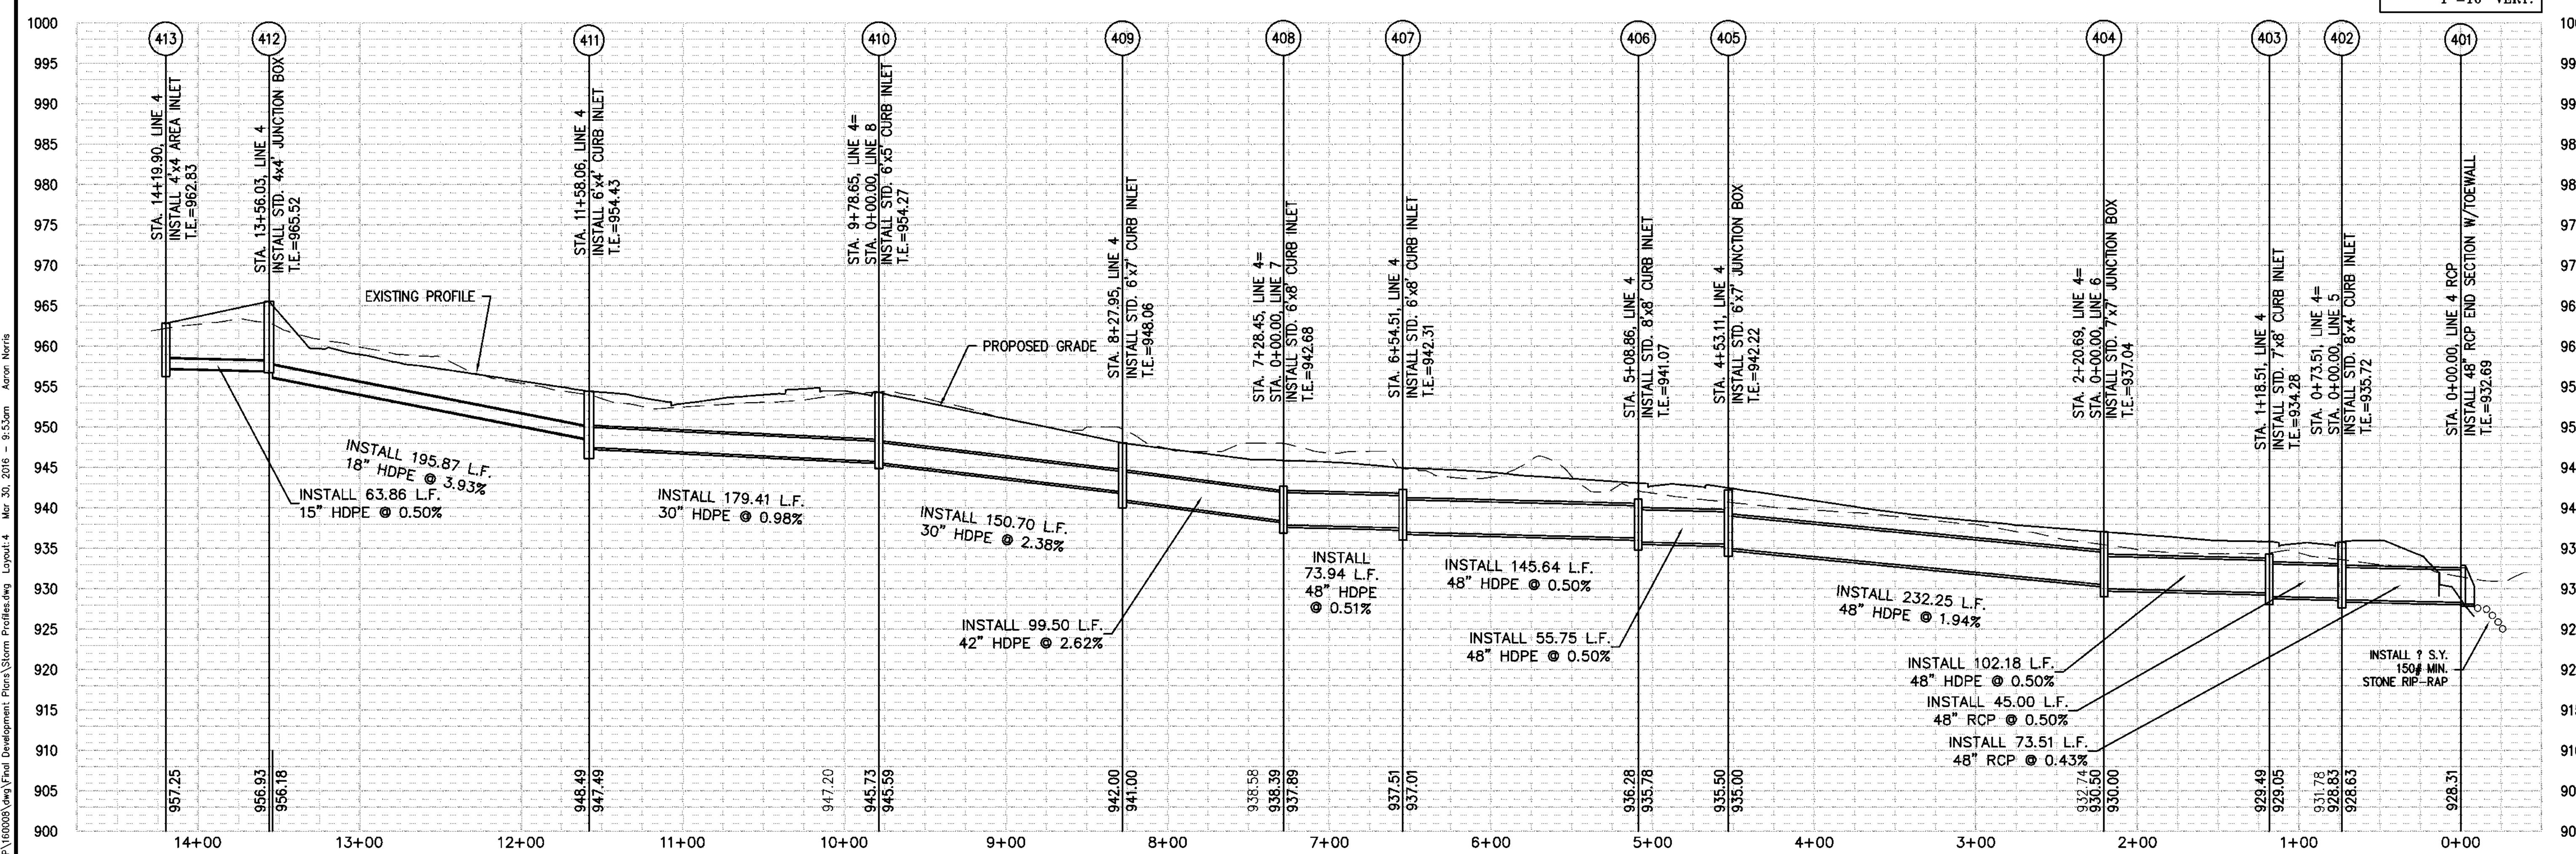 1"=10' VERT.
1000
995
990
985
980
975
970
965
960
955
950
945
940
935
930
925
920
915
910
905
900
413
STA. 14+19.90, LINE 4
INSTALL 4'x4' AREA INLET
T.E.=962.83
412
STA. 13+56.03, LINE 4
INSTALL STD. 4x4' JUNCTION BOX
T.E.=965.52
411
STA. 11+58.06, LINE 4
INSTALL 6'x4' CURB INLET
T.E.=954.43
410
STA. 9+78.65, LINE 4=
STA. 0+00.00, LINE 8
INSTALL STD. 6'x5' CURB INLET
T.E.=954.27
409
STA. 8+27.95, LINE 4
INSTALL STD. 6'x7' CURB INLET
T.E.=948.06
408
STA. 7+28.45, LINE 4=
STA. 0+00.00, LINE 7
INSTALL STD. 6'x8' CURB INLET
T.E.=942.68
407
STA. 6+54.51, LINE 4
INSTALL STD. 6'x8' CURB INLET
T.E.=942.31
406
STA. 5+08.86, LINE 4
INSTALL STD. 8'x8' CURB INLET
T.E.=941.07
405
STA. 4+53.11, LINE 4
INSTALL STD. 6'x7' JUNCTION BOX
T.E.=942.22
404
STA. 2+20.69, LINE 4=
STA. 0+00.00, LINE 6
INSTALL STD. 7'x7' JUNCTION BOX
T.E.=937.04
403
STA. 1+18.51, LINE 4
INSTALL STD. 7'x8' CURB INLET
T.E.=934.28
402
STA. 0+73.51, LINE 4=
STA. 0+00.00, LINE 5
INSTALL STD. 8'x4' CURB INLET
T.E.=935.72
401
STA. 0+00.00, LINE 4 RCP
INSTALL 48" RCP END SECTION W/TOEWALL
T.E.=932.69
EXISTING PROFILE
PROPOSED GRADE
INSTALL 195.87 L.F.
18" HDPE @ 3.93%
INSTALL 63.86 L.F.
15" HDPE @ 0.50%
INSTALL 179.41 L.F.
30" HDPE @ 0.98%
INSTALL 150.70 L.F.
30" HDPE @ 2.38%
INSTALL 99.50 L.F.
42" HDPE @ 2.62%
INSTALL
73.94 L.F.
48" HDPE
@ 0.51%
INSTALL 145.64 L.F.
48" HDPE @ 0.50%
INSTALL 55.75 L.F.
48" HDPE @ 0.50%
INSTALL 232.25 L.F.
48" HDPE @ 1.94%
INSTALL 102.18 L.F.
48" HDPE @ 0.50%
INSTALL 45.00 L.F.
48" RCP @ 0.50%
INSTALL 73.51 L.F.
48" RCP @ 0.43%
INSTALL ? S.Y.
150# MIN.
STONE RIP-RAP
957.25
956.93
956.18
948.49
947.49
947.20
945.73
945.59
942.00
941.00
938.58
938.39
937.89
937.51
937.01
936.28
935.78
935.50
935.00
932.74
930.50
930.00
929.49
929.05
931.78
928.83
928.63
928.31
14+00
13+00
12+00
11+00
10+00
9+00
8+00
7+00
6+00
5+00
4+00
3+00
2+00
1+00
0+00
P\160008\dwg\Final Development Plans\Storm Profiles.dwg Layout: 4 Mar 30, 2016 - 9:53am Aaron Norris